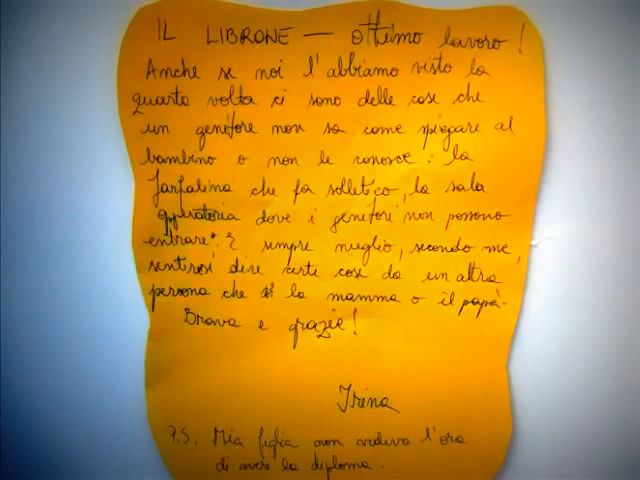 IL LIBRONE — ottimo lavoro!
Anche se noi l'abbiamo visto la
quarta volta ci sono delle cose che
un genitore non sa come spiegare al
bambino o non le conosce: la
farfalina che fa solletico, la sala
operatoria dove i genitori non possono
entrare. È sempre meglio, secondo me,
sentirsi dire certe cose da un'altra
persona che la mamma o il papà.
Brava e grazie!
Irina
P.S. Mia figlia non vedeva l'ora
di avere la diploma.